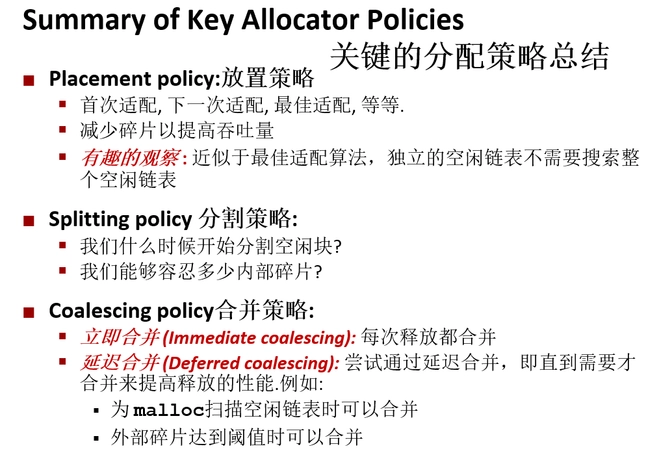 Summary of Key Allocator Policies
关键的分配策略总结
Placement policy:放置策略
首次适配, 下一次适配, 最佳适配, 等等.
减少碎片以提高吞吐量
有趣的观察: 近似于最佳适配算法，独立的空闲链表不需要搜索整
个空闲链表
Splitting policy 分割策略:
我们什么时候开始分割空闲块?
我们能够容忍多少内部碎片?
Coalescing policy合并策略:
立即合并 (Immediate coalescing): 每次释放都合并
延迟合并 (Deferred coalescing): 尝试通过延迟合并，即直到需要才
合并来提高释放的性能.例如:
为 malloc扫描空闲链表时可以合并
外部碎片达到阈值时可以合并